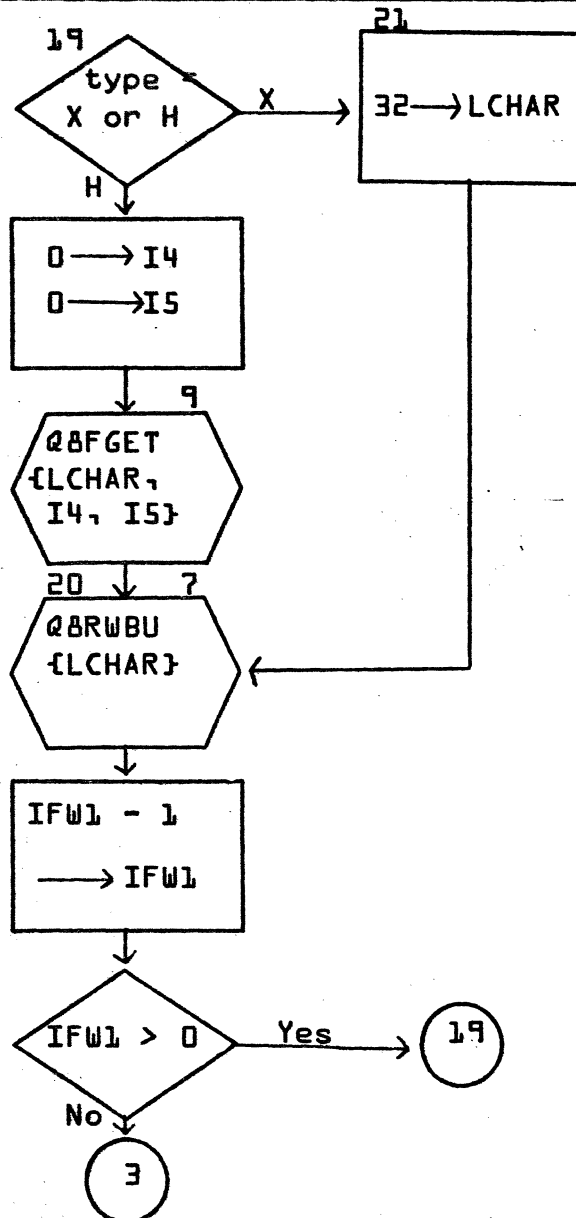 19
type =
X or H
X
21
32→LCHAR
H
0→I4
0→I5
9
Q8FGET
{LCHAR,
I4, I5}
20 7
Q8RWBU
{LCHAR}
IFW1 - 1
→IFW1
IFW1 > 0
Yes
19
No
3